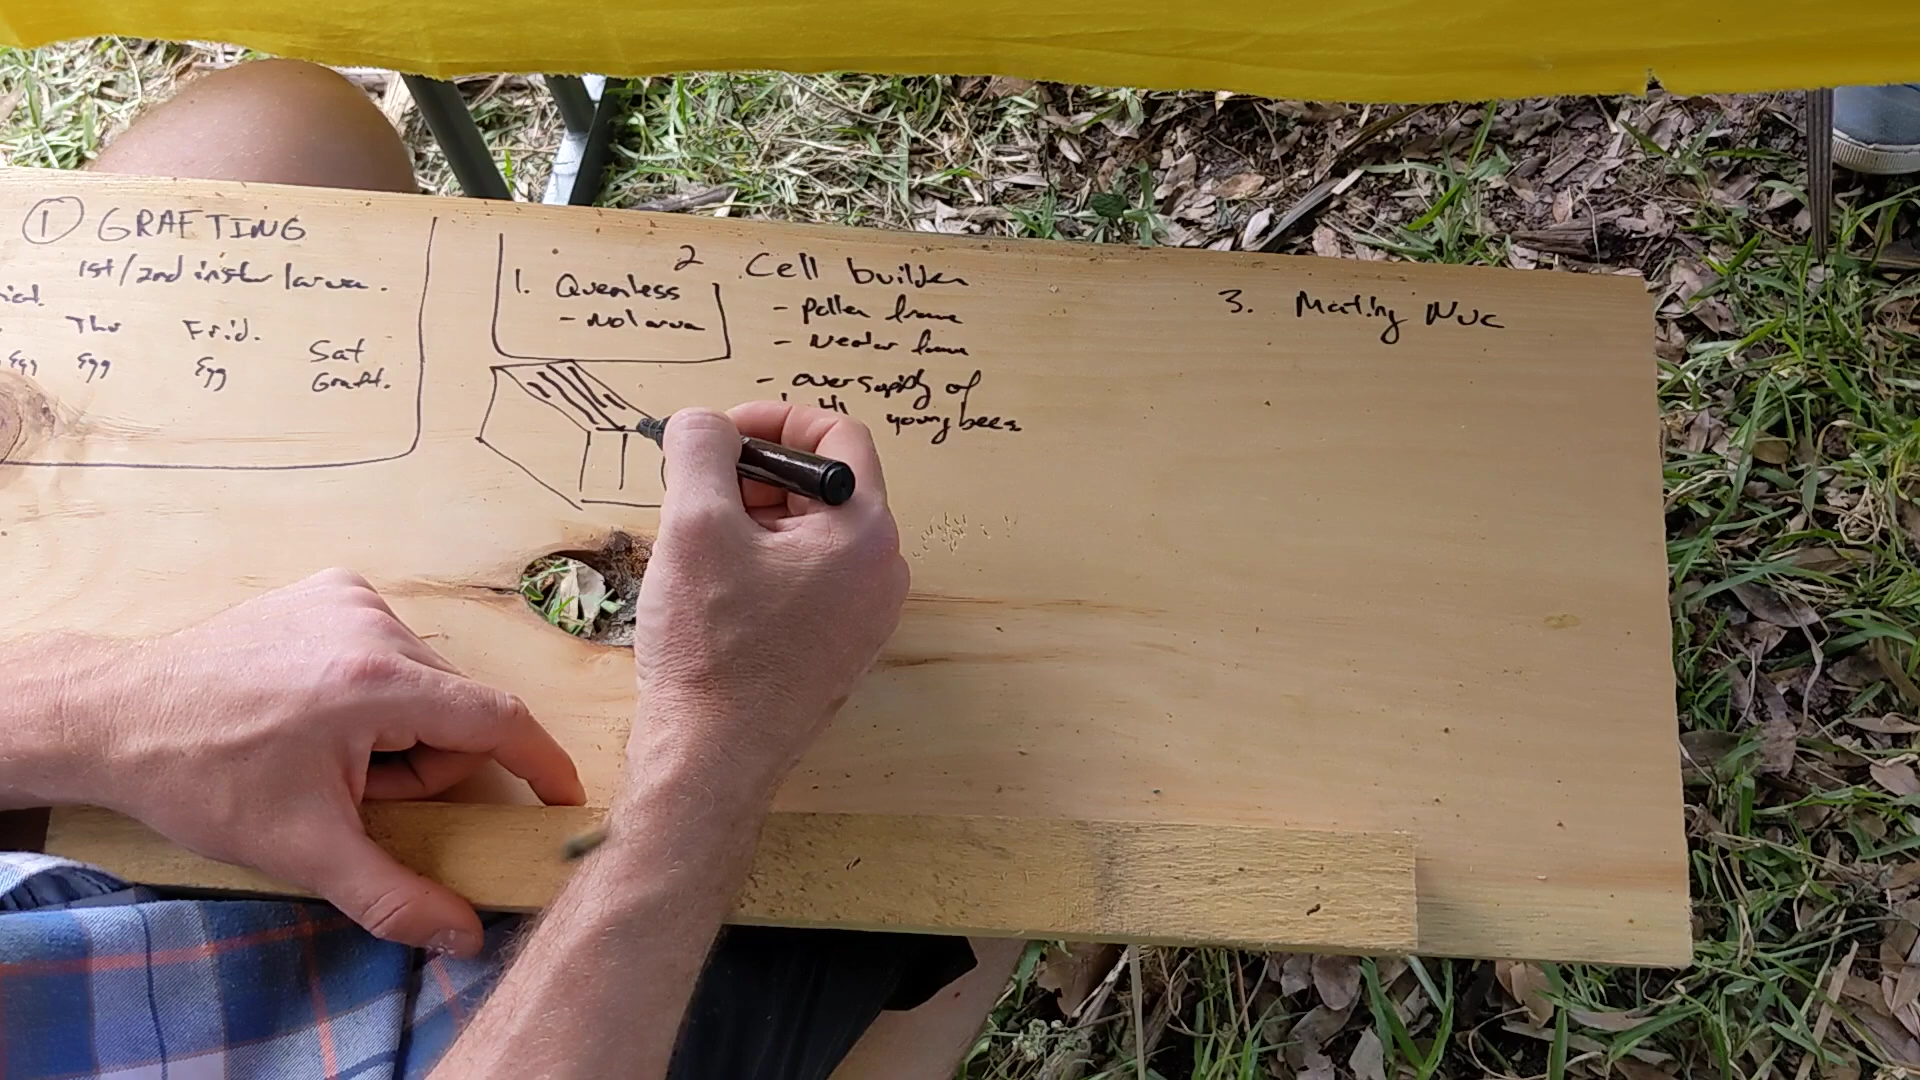 ① GRAFTING
1st/2nd instar larvae.
Thu Frid. Sat
Egg Egg Egg Graft.
2 Cell builder
1. Queenless
- No larva
- Pollen frame
- Nectar frame
- oversupply of
young bees
3. Mating Nuc